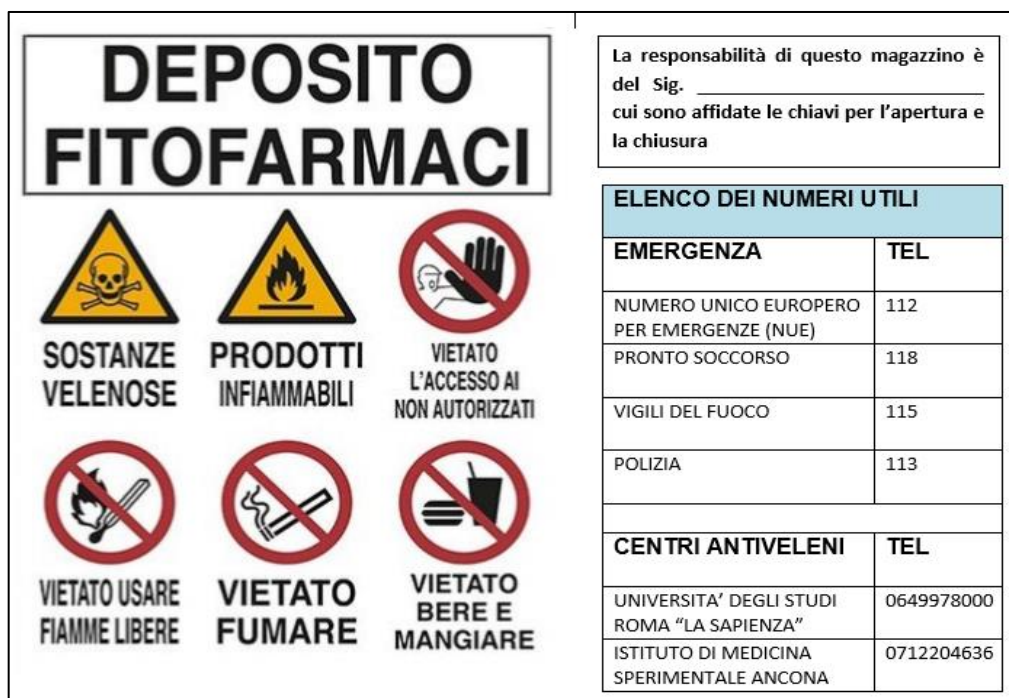 DEPOSITO
FITOFARMACI
SOSTANZE
VELENOSE
PRODOTTI
INFIAMMABILI
VIETATO
L'ACCESSO AI
NON AUTORIZZATI
VIETATO USARE
FIAMME LIBERE
VIETATO
FUMARE
VIETATO
BERE E
MANGIARE
La responsabilità di questo magazzino è
del Sig. ____________________________
cui sono affidate le chiavi per l'apertura e
la chiusura
ELENCO DEI NUMERI UTILI
EMERGENZA TEL
NUMERO UNICO EUROPERO 112
PER EMERGENZE (NUE)
PRONTO SOCCORSO 118
VIGILI DEL FUOCO 115
POLIZIA 113
CENTRI ANTIVELENI TEL
UNIVERSITA' DEGLI STUDI 0649978000
ROMA "LA SAPIENZA"
ISTITUTO DI MEDICINA 0712204636
SPERIMENTALE ANCONA